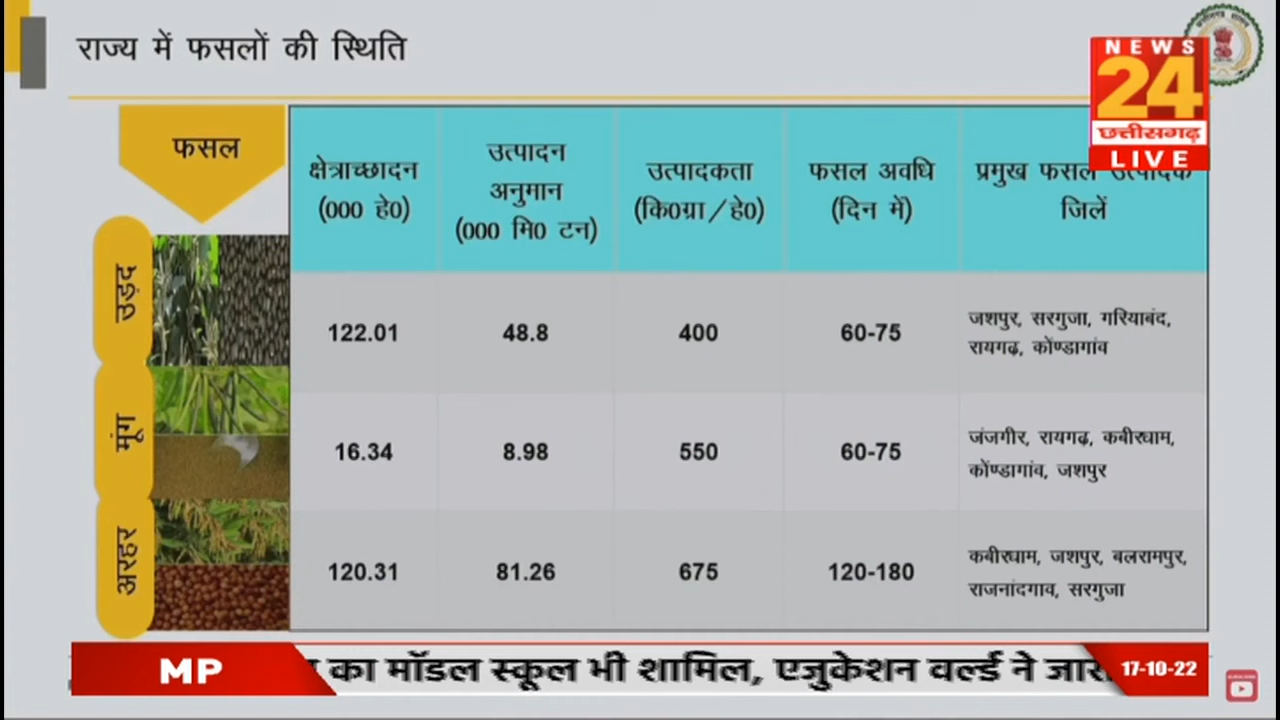 राज्य में फसलों की स्थिति
NEWS
24
छत्तीसगढ़
LIVE
फसल
क्षेत्राच्छादन
(000 हे0)
उत्पादन
अनुमान
(000 मि0 टन)
उत्पादकता
(कि0ग्रा/हे0)
फसल अवधि
(दिन में)
प्रमुख फसल उत्पादक
जिलें
उड़द
122.01
48.8
400
60-75
जशपुर, सरगुजा, गरियाबंद,
रायगढ़, कोंण्डागांव
मूंग
16.34
8.98
550
60-75
जंजगीर, रायगढ़, कबीरधाम,
कोंण्डागांव, जशपुर
अरहर
120.31
81.26
675
120-180
कबीरधाम, जशपुर, बलरामपुर,
राजनांदगाव, सरगुजा
MP
का मॉडल स्कूल भी शामिल, एजुकेशन वर्ल्ड ने
17-10-22